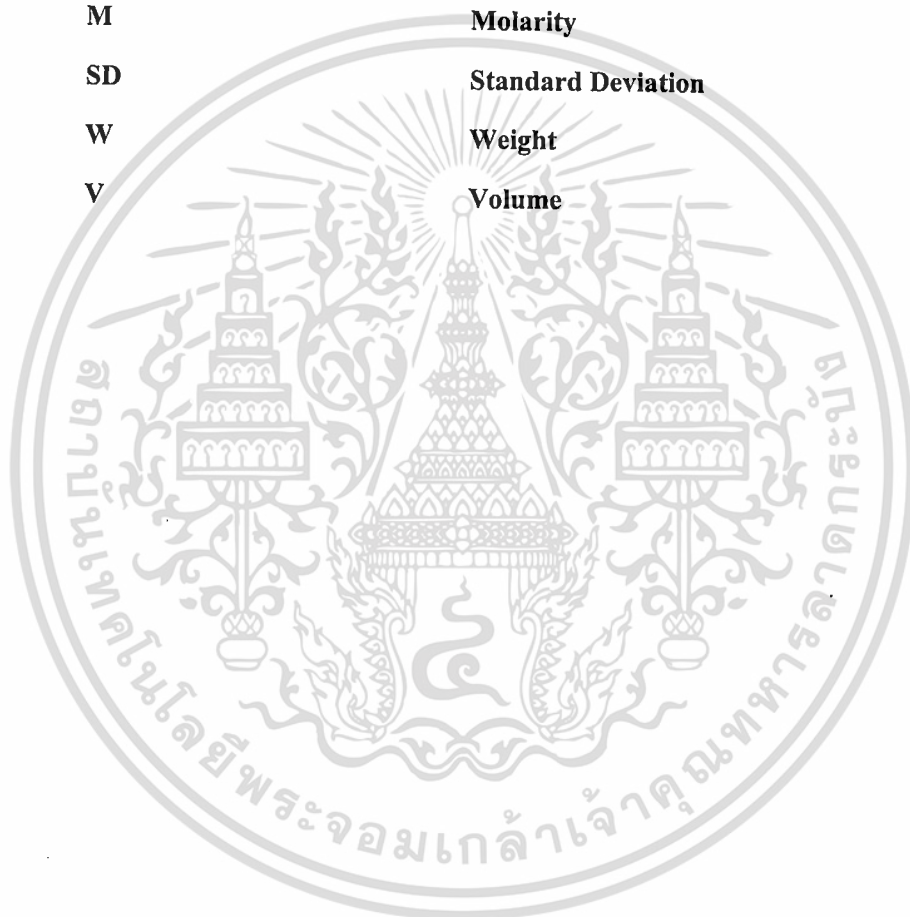 M Molarity
SD Standard Deviation
W Weight
V Volume
สถาบันเทคโนโลยีพระจอมเกล้าเจ้าคุณทหารลาดกระบัง
๔